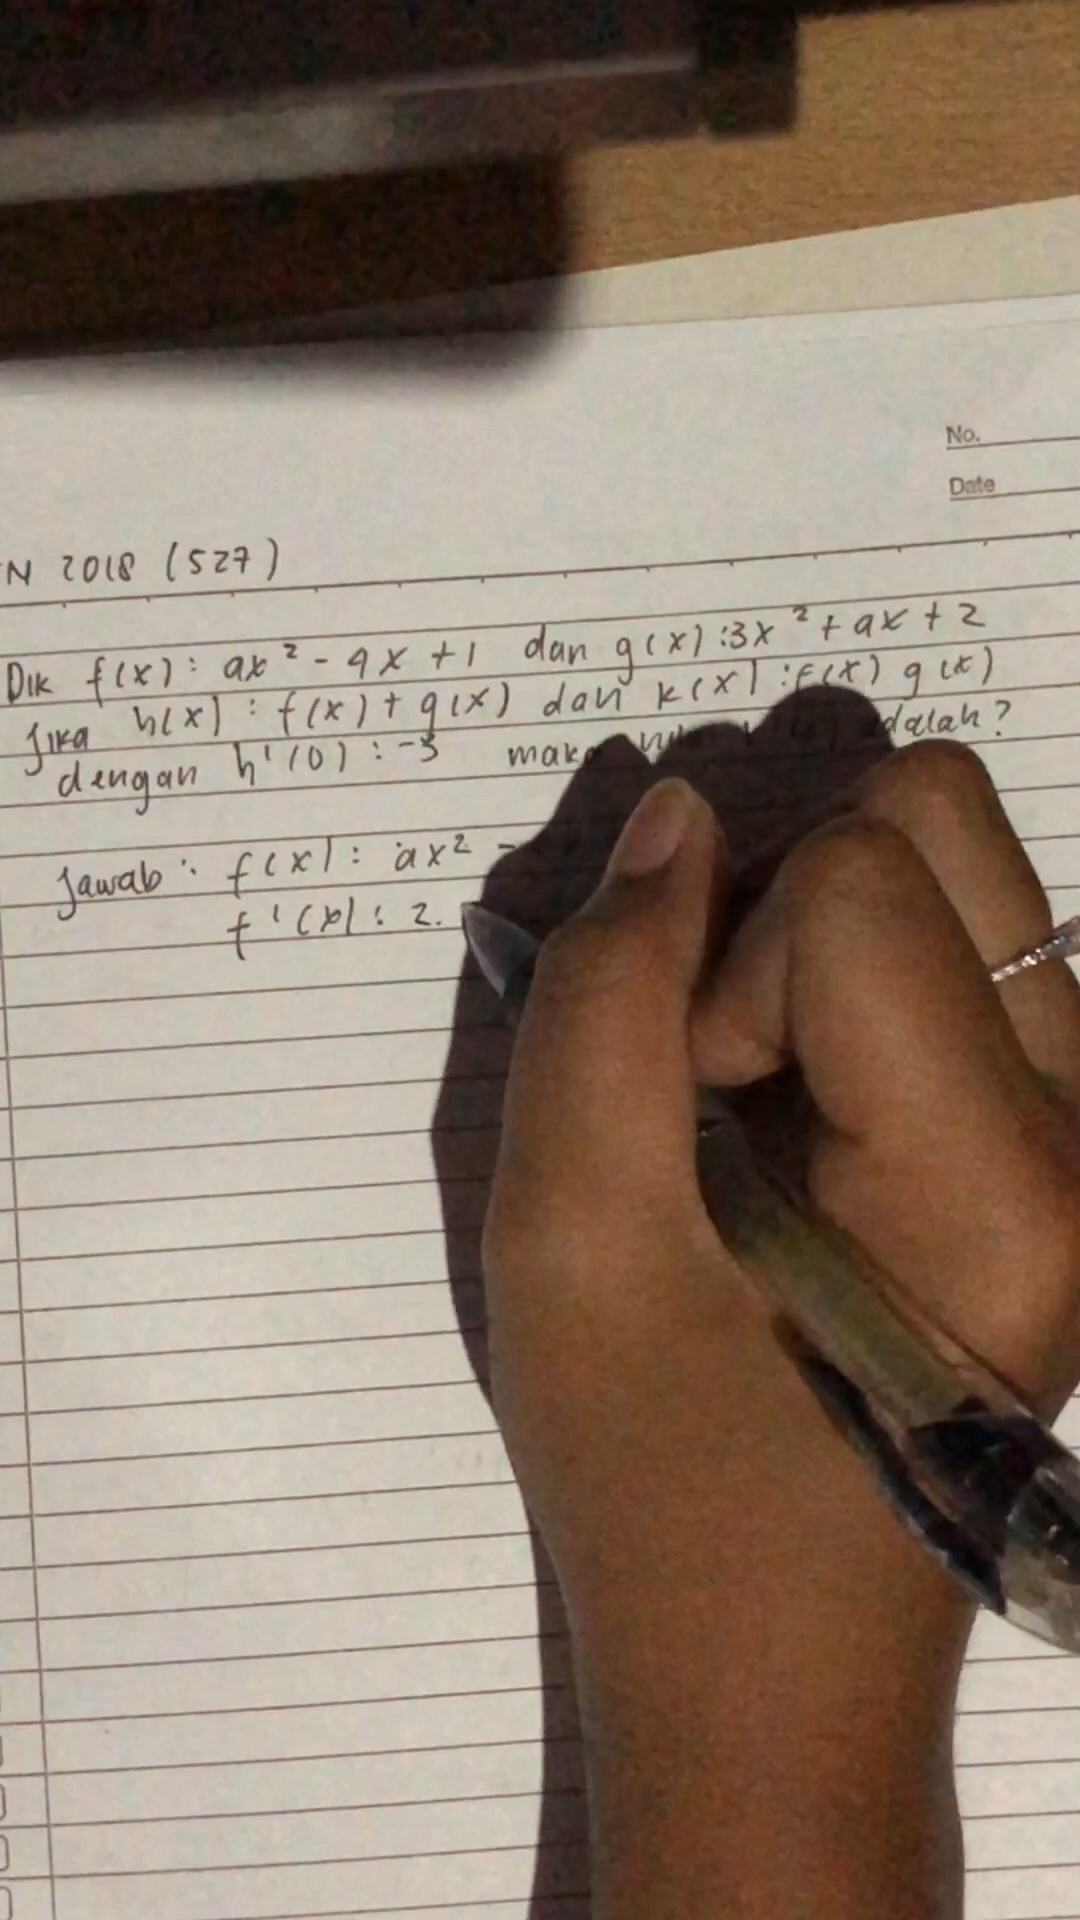 No.
Date
N 2018 (527)
Dik f(x) : ax² - 4x + 1 dan g(x) : 3x² + ax + 2
Jika h(x) : f(x) + g(x) dan k(x) : f(x) g(x)
dengan h'(0) : -3 maka adalah?
Jawab : f(x) : ax² -
f'(x) : 2.